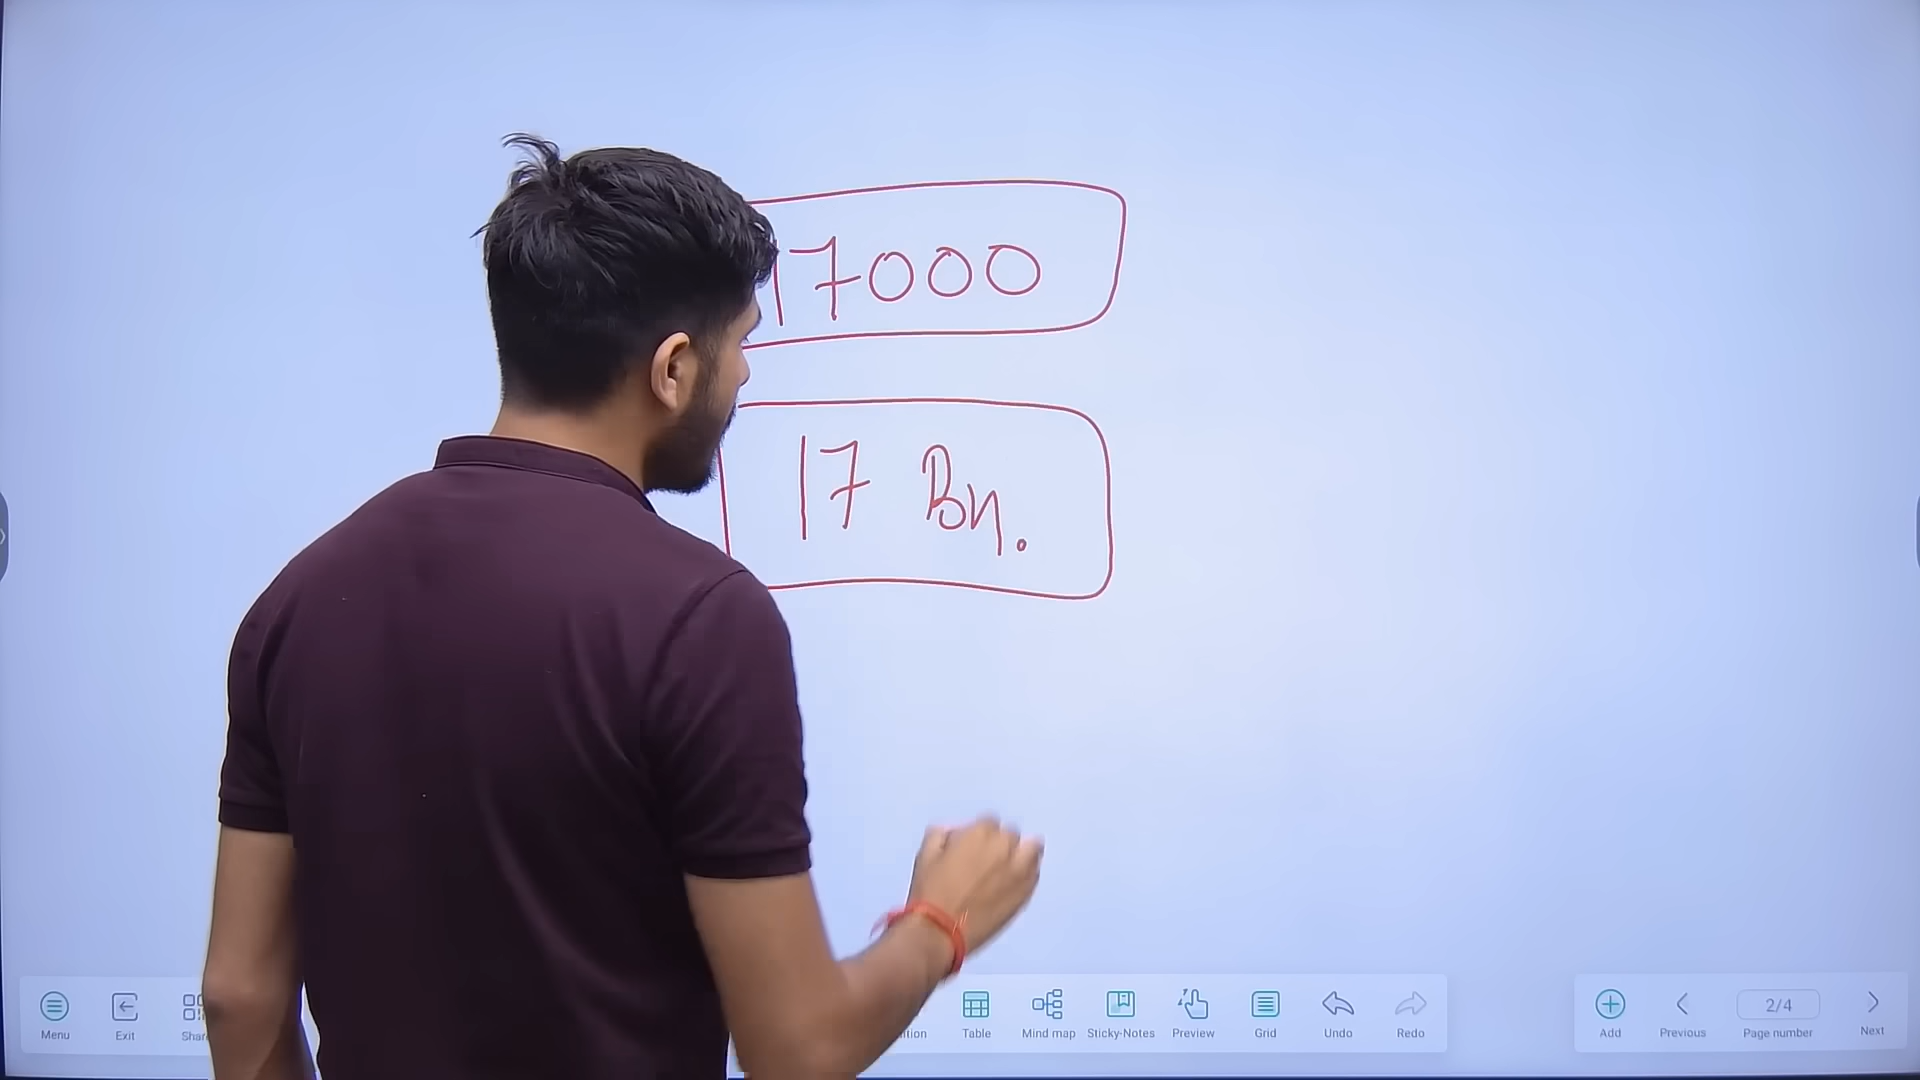 17000
17 Bn.
Menu
Exit
Table
Mind map
Sticky-Notes
Preview
Grid
Undo
Redo
Add
Previous
2/4
Page number
Next